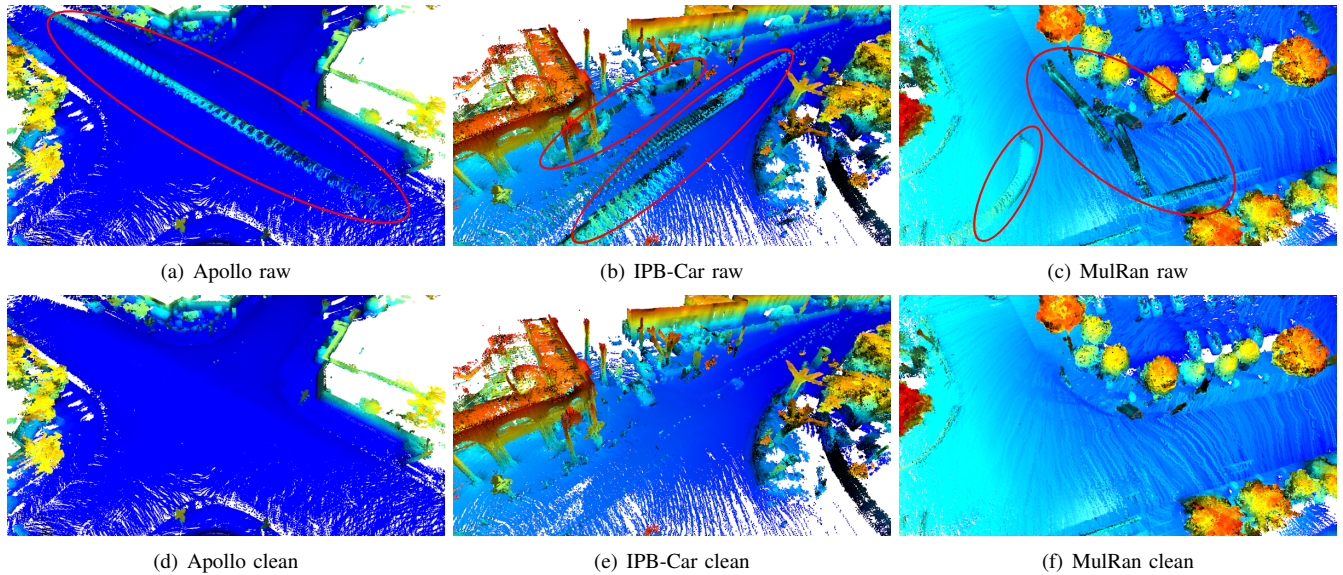 (a) Apollo raw
(b) IPB-Car raw
(c) MulRan raw
(d) Apollo clean
(e) IPB-Car clean
(f) MulRan clean